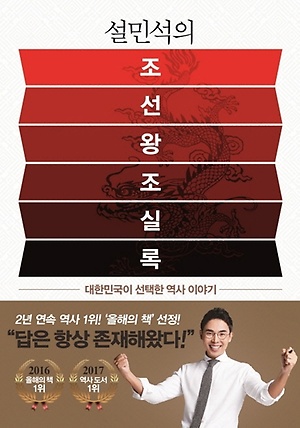 설민석의
조
선
왕
조
실
록
대한민국이 선택한 역사 이야기
2년 연속 역사 1위! ‘올해의 책’ 선정!
“답은 항상 존재해왔다!”
2016
올해의 책
1위
2017
역사 도서
1위